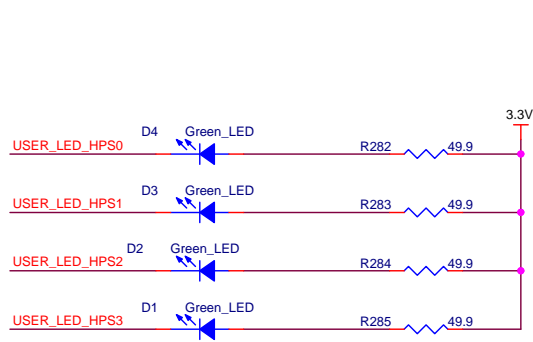 3.3V
D4 Green_LED
USER_LED_HPS0 R282 49.9
D3 Green_LED
USER_LED_HPS1 R283 49.9
D2 Green_LED
USER_LED_HPS2 R284 49.9
D1 Green_LED
USER_LED_HPS3 R285 49.9